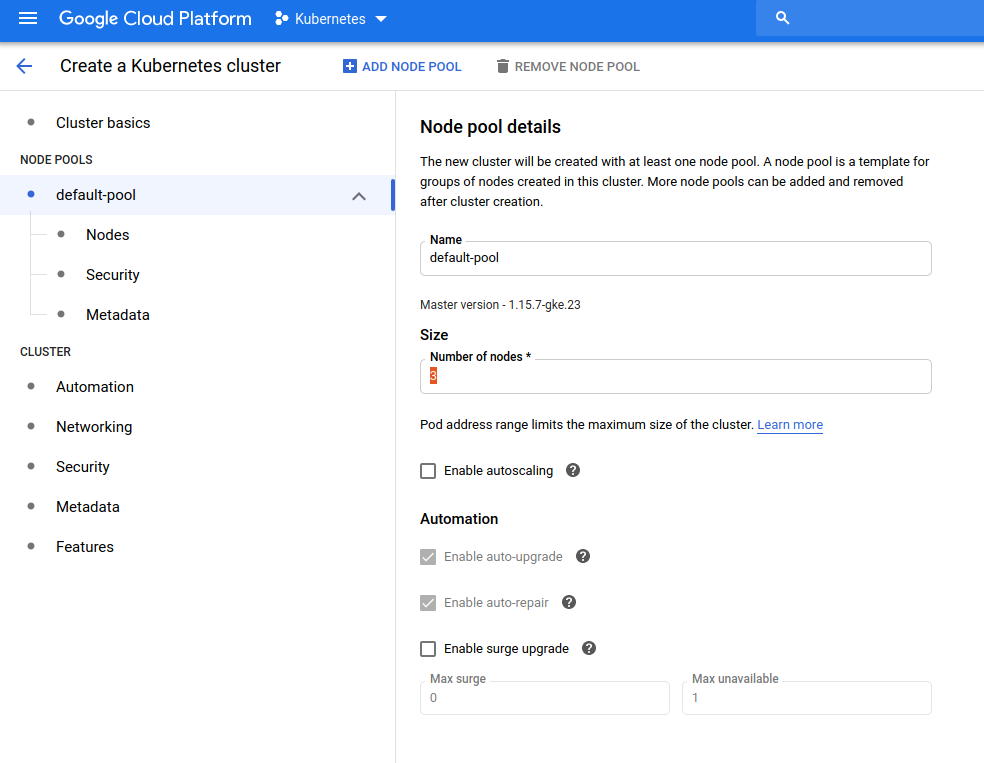 Google Cloud Platform Kubernetes
Create a Kubernetes cluster ADD NODE POOL REMOVE NODE POOL
Cluster basics
NODE POOLS
default-pool
Nodes
Security
Metadata
CLUSTER
Automation
Networking
Security
Metadata
Features
Node pool details
The new cluster will be created with at least one node pool. A node pool is a template for
groups of nodes created in this cluster. More node pools can be added and removed
after cluster creation.
Name
default-pool
Master version - 1.15.7-gke.23
Size
Number of nodes *
3
Pod address range limits the maximum size of the cluster. Learn more
Enable autoscaling ?
Automation
Enable auto-upgrade ?
Enable auto-repair ?
Enable surge upgrade ?
Max surge Max unavailable
0 1